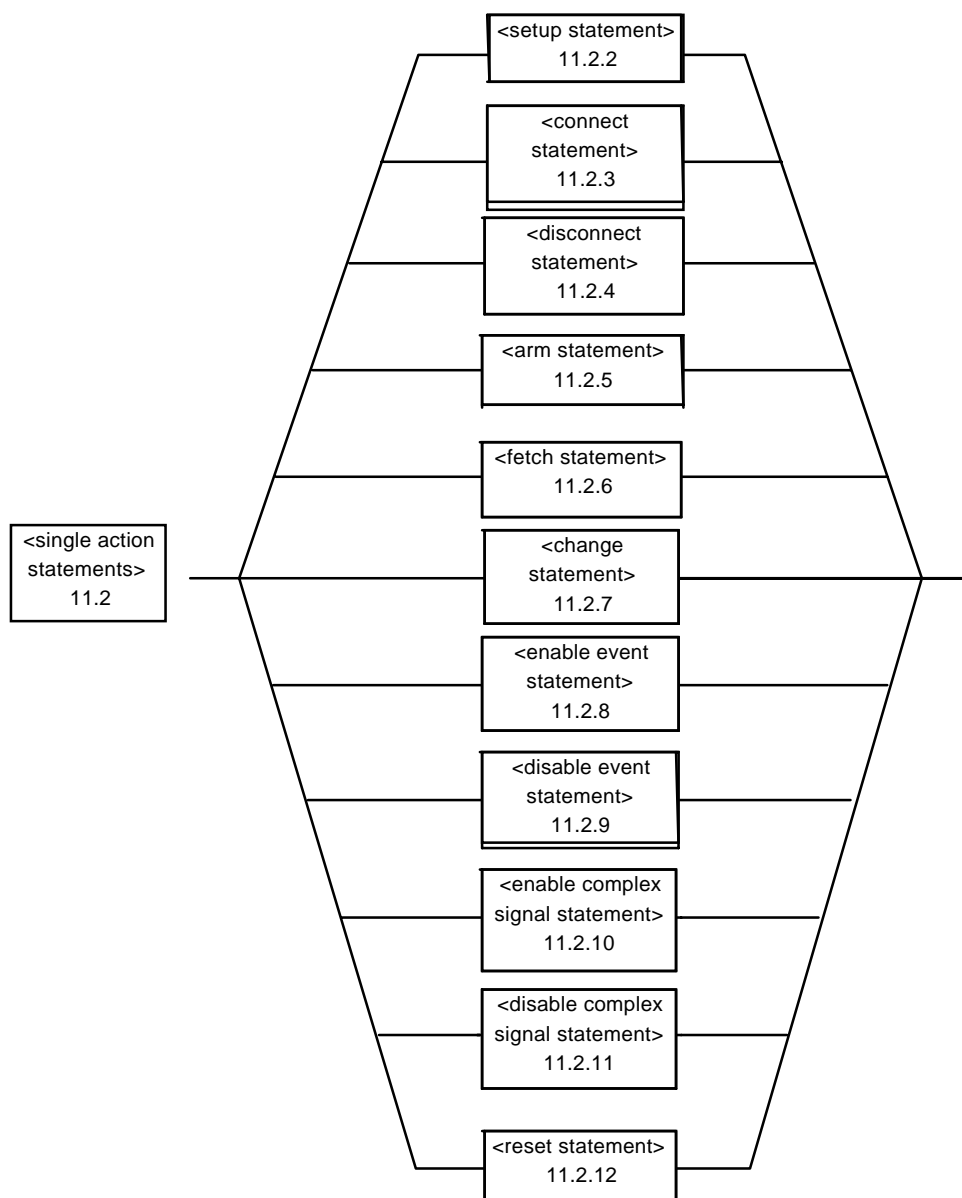 <setup statement>
11.2.2
<connect
statement>
11.2.3
<disconnect
statement>
11.2.4
<arm statement>
11.2.5
<fetch statement>
11.2.6
<single action
statements>
11.2
<change
statement>
11.2.7
<enable event
statement>
11.2.8
<disable event
statement>
11.2.9
<enable complex
signal statement>
11.2.10
<disable complex
signal statement>
11.2.11
<reset statement>
11.2.12